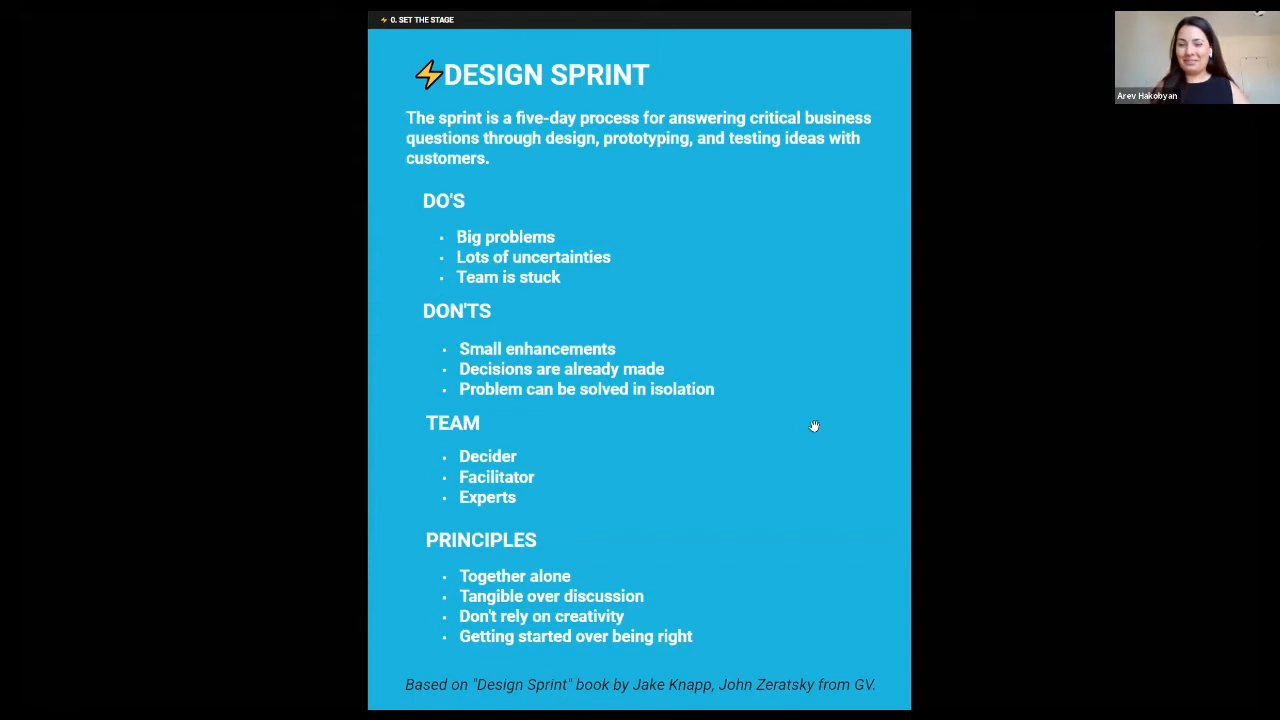 0. SET THE STAGE
DESIGN SPRINT
The sprint is a five-day process for answering critical business
questions through design, prototyping, and testing ideas with
customers.
DO'S
• Big problems
• Lots of uncertainties
• Team is stuck
DON'TS
• Small enhancements
• Decisions are already made
• Problem can be solved in isolation
TEAM
• Decider
• Facilitator
• Experts
PRINCIPLES
• Together alone
• Tangible over discussion
• Don't rely on creativity
• Getting started over being right
Based on "Design Sprint" book by Jake Knapp, John Zeratsky from GV.
Arev Hakobyan